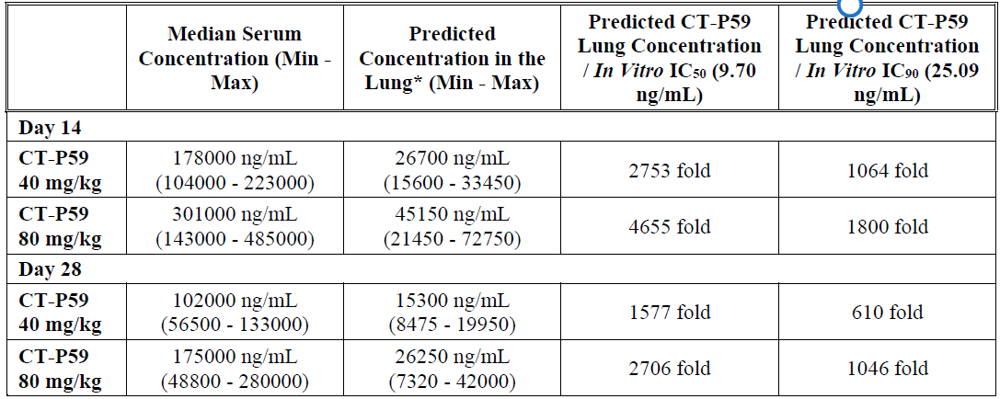 Median Serum Concentration (Min - Max)
Predicted Concentration in the Lung* (Min - Max)
Predicted CT-P59 Lung Concentration / In Vitro IC50 (9.70 ng/mL)
Predicted CT-P59 Lung Concentration / In Vitro IC90 (25.09 ng/mL)
Day 14
CT-P59 40 mg/kg
178000 ng/mL (104000 - 223000)
26700 ng/mL (15600 - 33450)
2753 fold
1064 fold
CT-P59 80 mg/kg
301000 ng/mL (143000 - 485000)
45150 ng/mL (21450 - 72750)
4655 fold
1800 fold
Day 28
CT-P59 40 mg/kg
102000 ng/mL (56500 - 133000)
15300 ng/mL (8475 - 19950)
1577 fold
610 fold
CT-P59 80 mg/kg
175000 ng/mL (48800 - 280000)
26250 ng/mL (7320 - 42000)
2706 fold
1046 fold